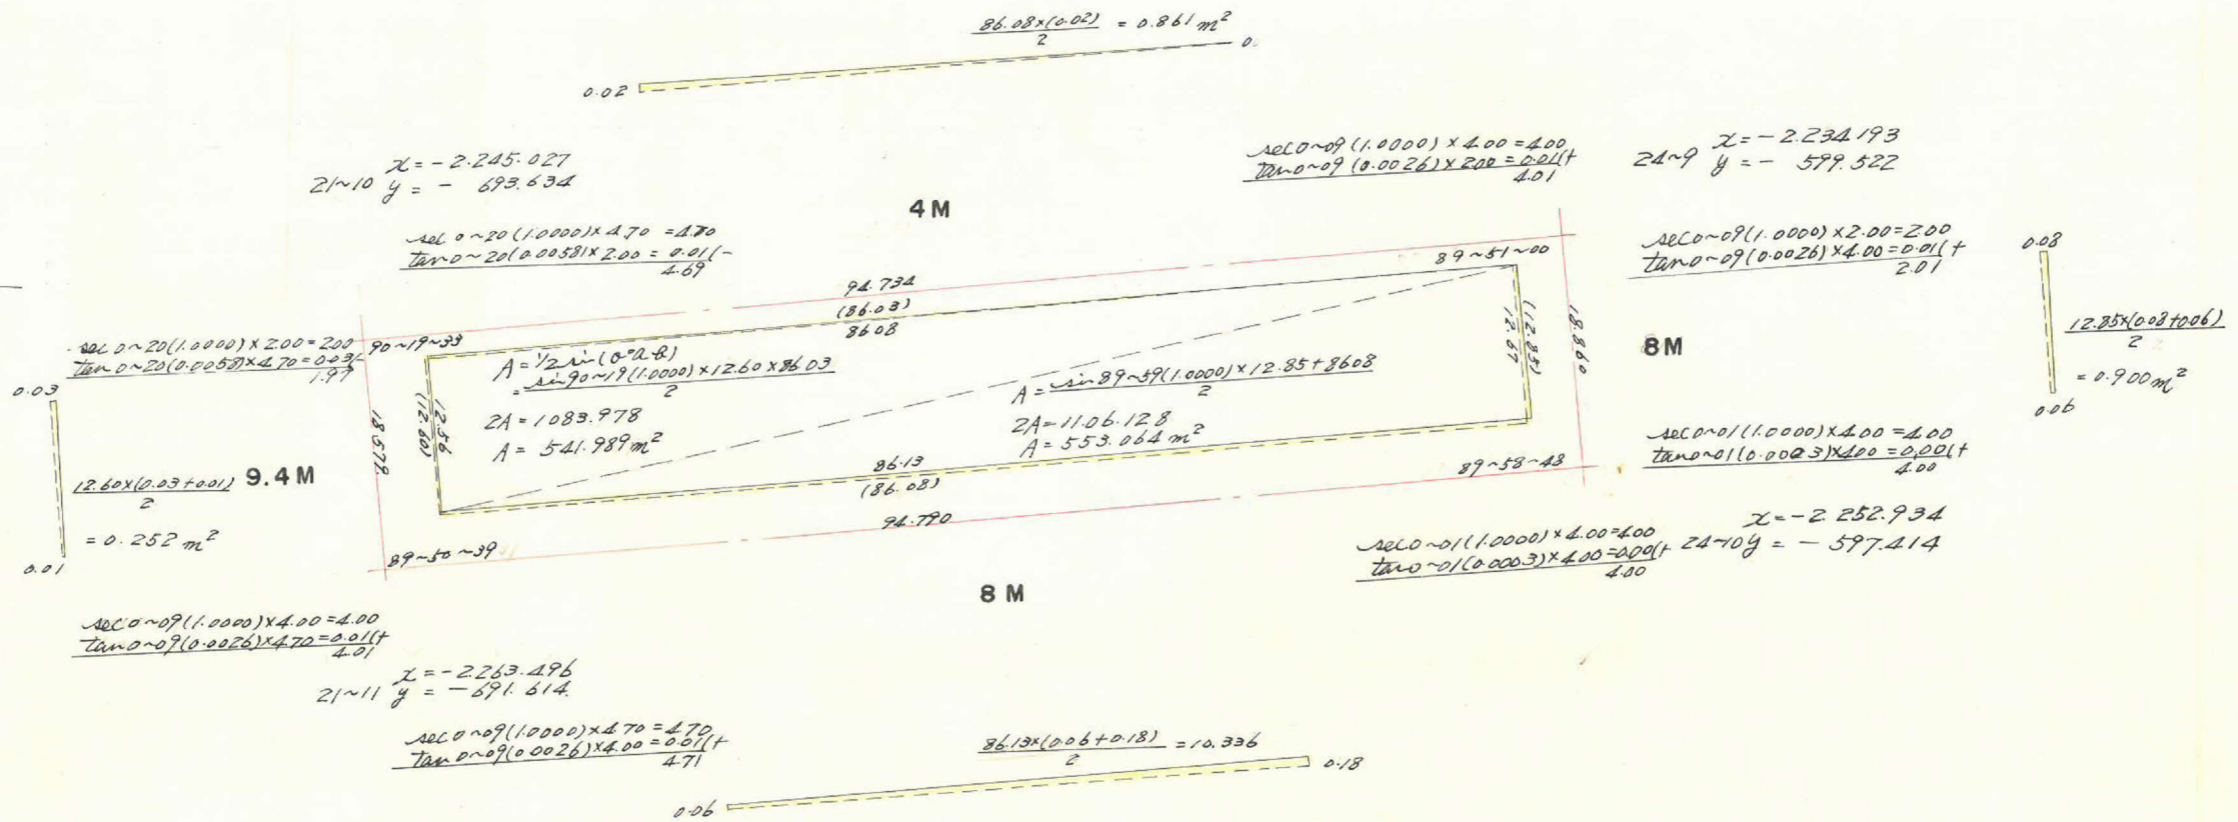 86.08×(0.02) = 0.861 m²
2
0.02
0.
x = -2.245.027
21~10 y = - 693.634
sec 0~20 (1.0000) × 4.70 = 4.70
tan 0~20 (0.0058) × 2.00 = 0.01(-
4.69
4 M
sec 0~09 (1.0000) × 4.00 = 4.00
tan 0~09 (0.0026) × 2.00 = 0.01(+
4.01
x = -2.234.193
24~9 y = - 599.522
sec 0~09 (1.0000) × 2.00 = 2.00
tan 0~09 (0.0026) × 4.00 = 0.01(+
2.01
sec 0~20 (1.0000) × 2.00 = 2.00
tan 0~20 (0.0058) × 4.70 = 0.03(-
1.97
90~19~33
94.734
(86.03)
86.08
89~51~00
0.03
12.60×(0.03+0.01)
2
= 0.252 m²
0.01
9.4 M
18.578
12.56
(12.60)
A = 1/2 sin (θ·a·b)
= sin 90~19 (1.0000) × 12.60 × 86.03
2
2A = 1083.978
A = 541.989 m²
A = sin 89~59 (1.0000) × 12.85 + 8608
2
2A = 11.06.128
A = 553.064 m²
12.67
(12.85)
18.860
8 M
0.08
12.85×(0.08+0.06)
2
= 0.900 m²
0.06
86.13
(86.08)
94.790
89~50~39
89~58~48
sec 0~01 (1.0000) × 4.00 = 4.00
tan 0~01 (0.0003) × 4.00 = 0.00(+
4.00
sec 0~01 (1.0000) × 4.00 = 4.00
tan 0~01 (0.0003) × 4.00 = 0.00(+
4.00
x = -2.252.934
24~10 y = - 597.414
8 M
sec 0~09 (1.0000) × 4.00 = 4.00
tan 0~09 (0.0026) × 4.70 = 0.01(+
4.01
x = -2.263.496
21~11 y = -691.614.
sec 0~09 (1.0000) × 4.70 = 4.70
tan 0~09 (0.0026) × 4.00 = 0.01(+
4.71
86.13×(0.06+0.18) = 10.336
2
0.06
0.18